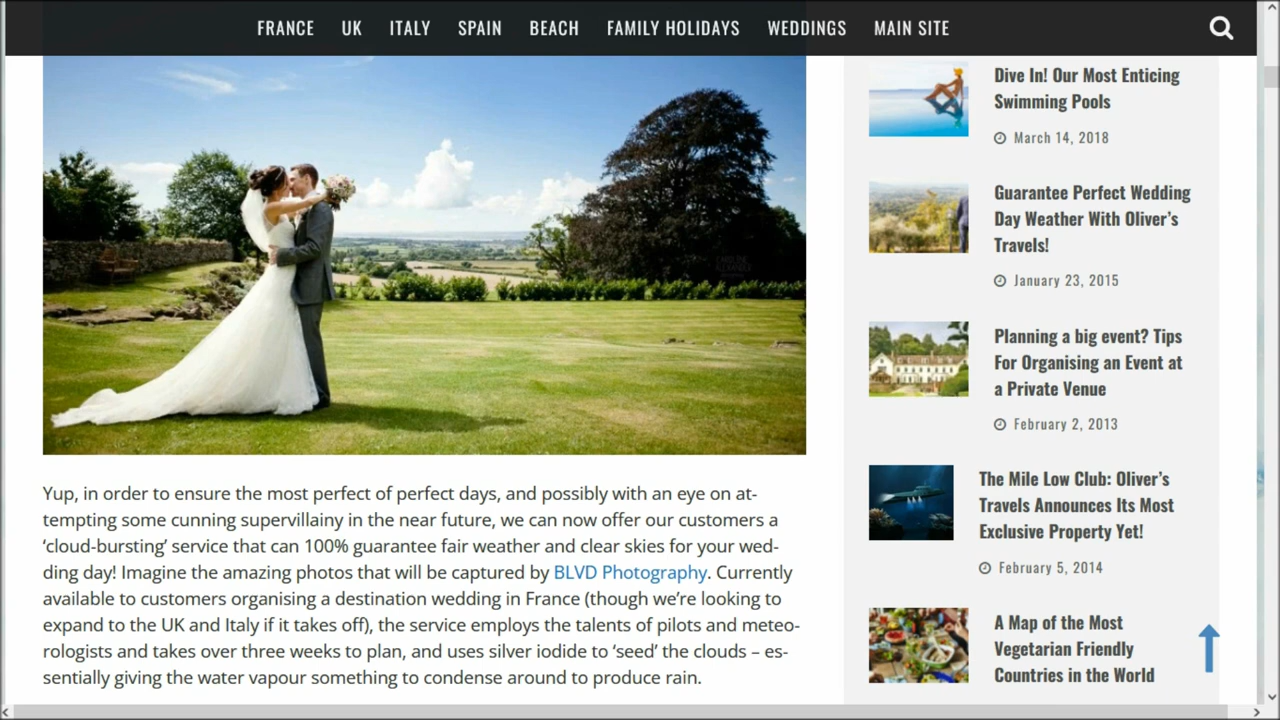 FRANCE UK ITALY SPAIN BEACH FAMILY HOLIDAYS WEDDINGS MAIN SITE
Yup, in order to ensure the most perfect of perfect days, and possibly with an eye on at-
tempting some cunning supervillainy in the near future, we can now offer our customers a
‘cloud-bursting’ service that can 100% guarantee fair weather and clear skies for your wed-
ding day! Imagine the amazing photos that will be captured by BLVD Photography. Currently
available to customers organising a destination wedding in France (though we’re looking to
expand to the UK and Italy if it takes off), the service employs the talents of pilots and meteo-
rologists and takes over three weeks to plan, and uses silver iodide to ‘seed’ the clouds – es-
sentially giving the water vapour something to condense around to produce rain.
Dive In! Our Most Enticing
Swimming Pools
March 14, 2018
Guarantee Perfect Wedding
Day Weather With Oliver’s
Travels!
January 23, 2015
Planning a big event? Tips
For Organising an Event at
a Private Venue
February 2, 2013
The Mile Low Club: Oliver’s
Travels Announces Its Most
Exclusive Property Yet!
February 5, 2014
A Map of the Most
Vegetarian Friendly
Countries in the World